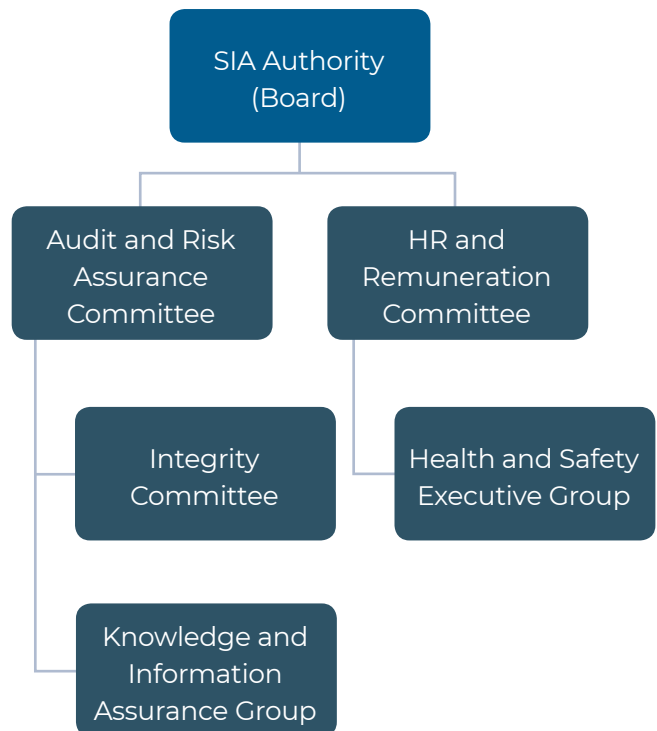 SIA Authority
(Board)
Audit and Risk
Assurance
Committee
HR and
Remuneration
Committee
Integrity
Committee
Health and Safety
Executive Group
Knowledge and
Information
Assurance Group